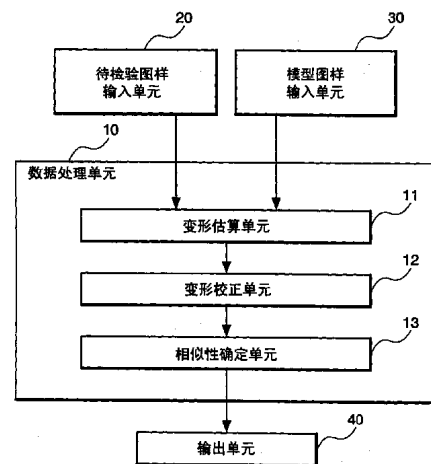 20
30
待检验图样
输入单元
模型图样
输入单元
10
数据处理单元
11
变形估算单元
12
变形校正单元
13
相似性确定单元
40
输出单元